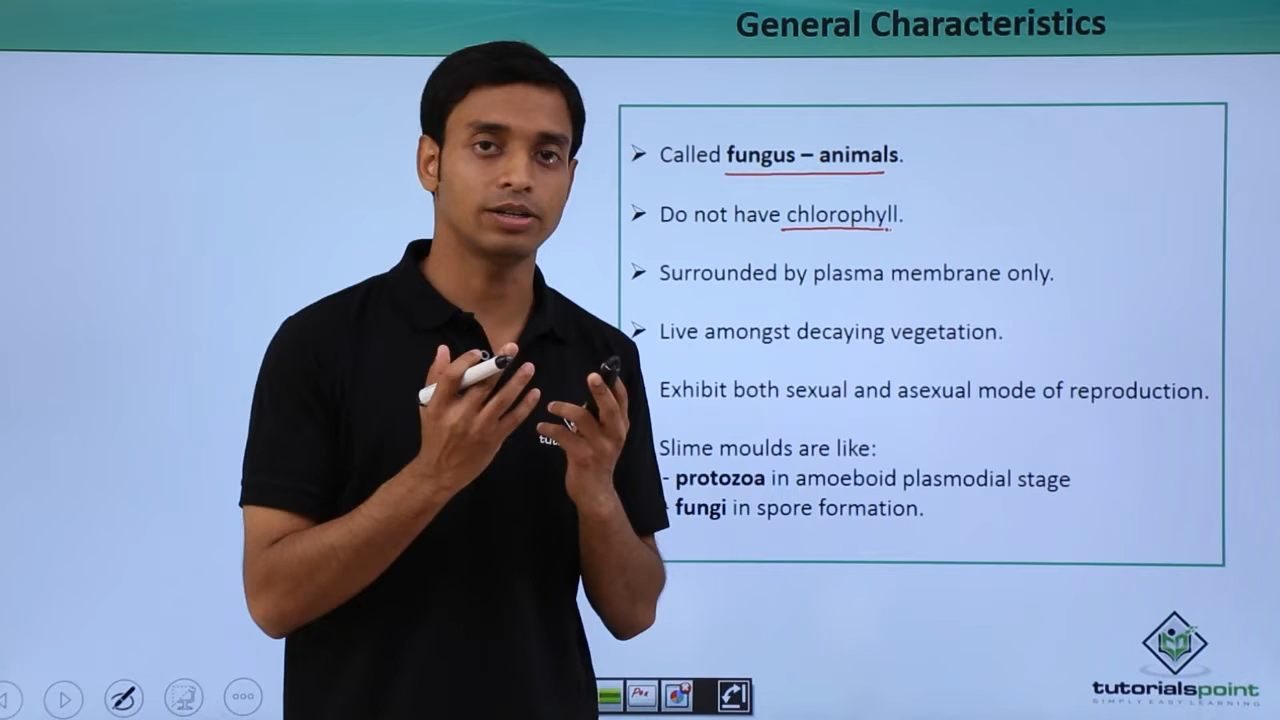 General Characteristics
Called fungus – animals.
Do not have chlorophyll.
Surrounded by plasma membrane only.
Live amongst decaying vegetation.
Exhibit both sexual and asexual mode of reproduction.
Slime moulds are like:
- protozoa in amoeboid plasmodial stage
- fungi in spore formation.
Pen
tutorialspoint
SIMPLY EASY LEARNING